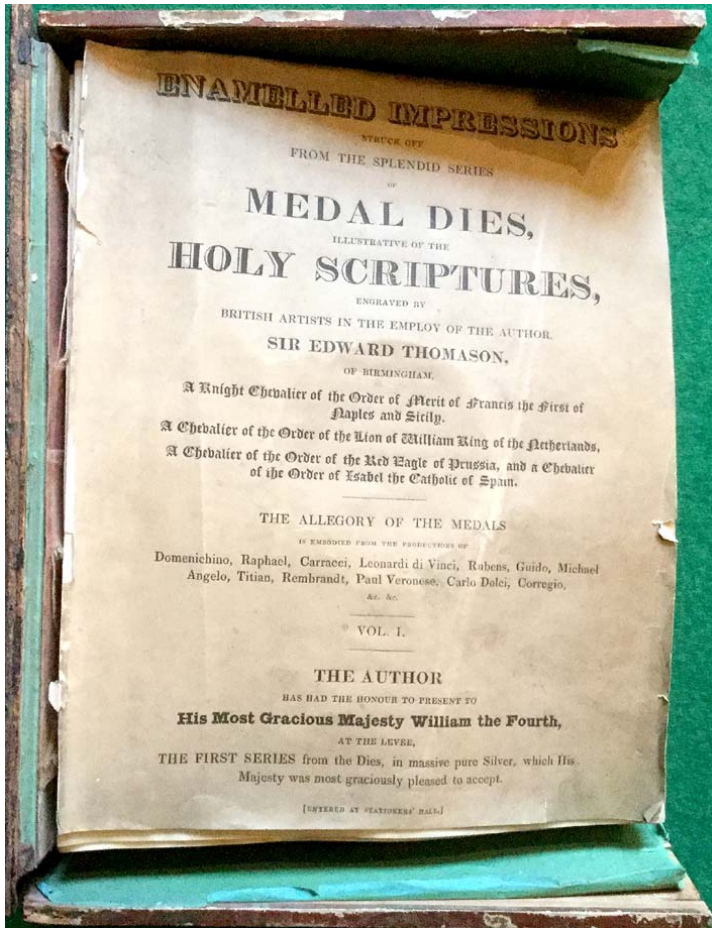 ENAMELLED IMPRESSIONS
STRUCK OFF
FROM THE SPLENDID SERIES
OF
MEDAL DIES,
ILLUSTRATIVE OF THE
HOLY SCRIPTURES,
ENGRAVED BY
BRITISH ARTISTS IN THE EMPLOY OF THE AUTHOR,
SIR EDWARD THOMASON,
OF BIRMINGHAM,
A Knight Chevalier of the Order of Merit of Francis the First of
Naples and Sicily.
A Chevalier of the Order of the Lion of William King of the Netherlands,
A Chevalier of the Order of the Red Eagle of Prussia, and a Chevalier
of the Order of Isabel the Catholic of Spain.
THE ALLEGORY OF THE MEDALS
IS EMBODIED FROM THE PRODUCTIONS OF
Domenichino, Raphael, Carracci, Leonardi di Vinci, Rubens, Guido, Michael
Angelo, Titian, Rembrandt, Paul Veronese, Carlo Dolci, Corregio,
&c. &c.
VOL. I.
THE AUTHOR
HAS HAD THE HONOUR TO PRESENT TO
His Most Gracious Majesty William the Fourth,
AT THE LEVEE,
THE FIRST SERIES from the Dies, in massive pure Silver, which His
Majesty was most graciously pleased to accept.
[ENTERED AT STATIONERS' HALL.]